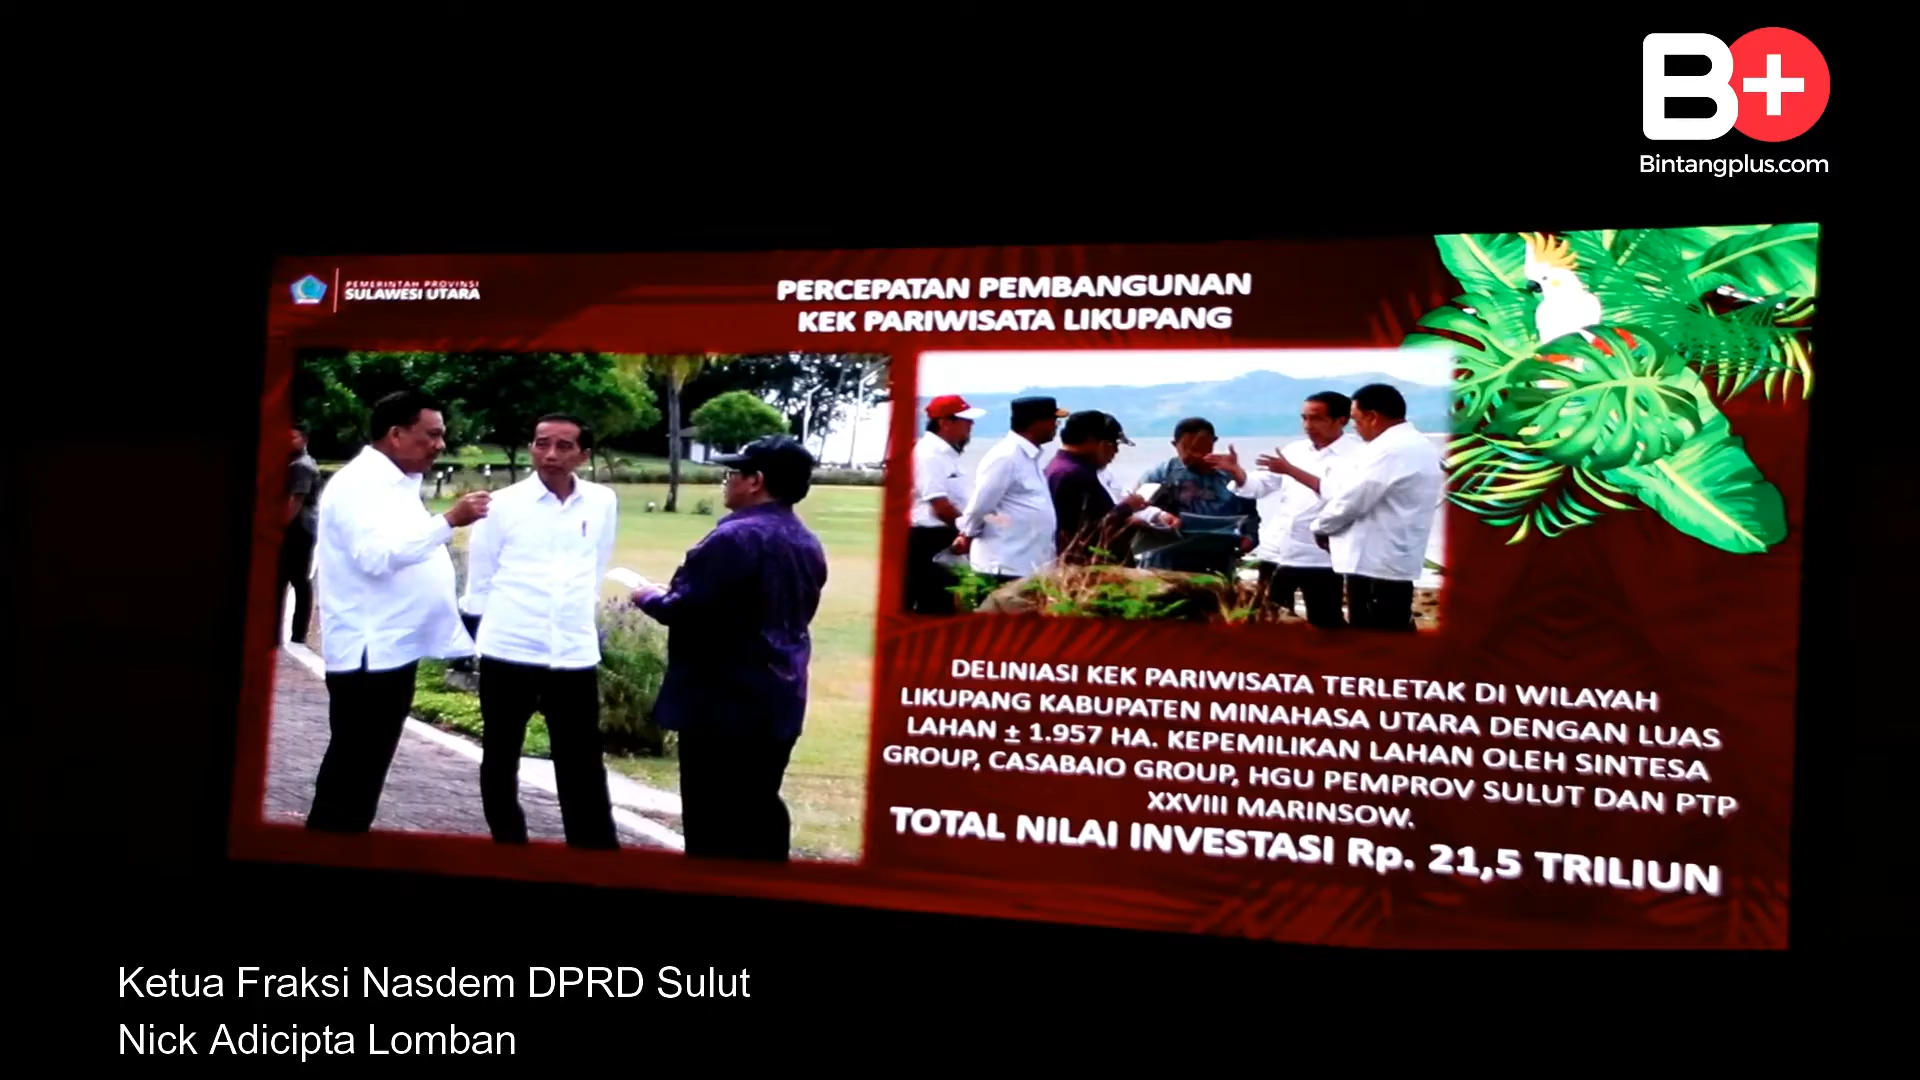 B+
Bintangplus.com
PEMERINTAH PROVINSI
SULAWESI UTARA
PERCEPATAN PEMBANGUNAN
KEK PARIWISATA LIKUPANG
DELINIASI KEK PARIWISATA TERLETAK DI WILAYAH
LIKUPANG KABUPATEN MINAHASA UTARA DENGAN LUAS
LAHAN ± 1.957 HA. KEPEMILIKAN LAHAN OLEH SINTESA
GROUP, CASABAIO GROUP, HGU PEMPROV SULUT DAN PTP
XXVIII MARINSOW.
TOTAL NILAI INVESTASI Rp. 21,5 TRILIUN
Ketua Fraksi Nasdem DPRD Sulut
Nick Adicipta Lomban